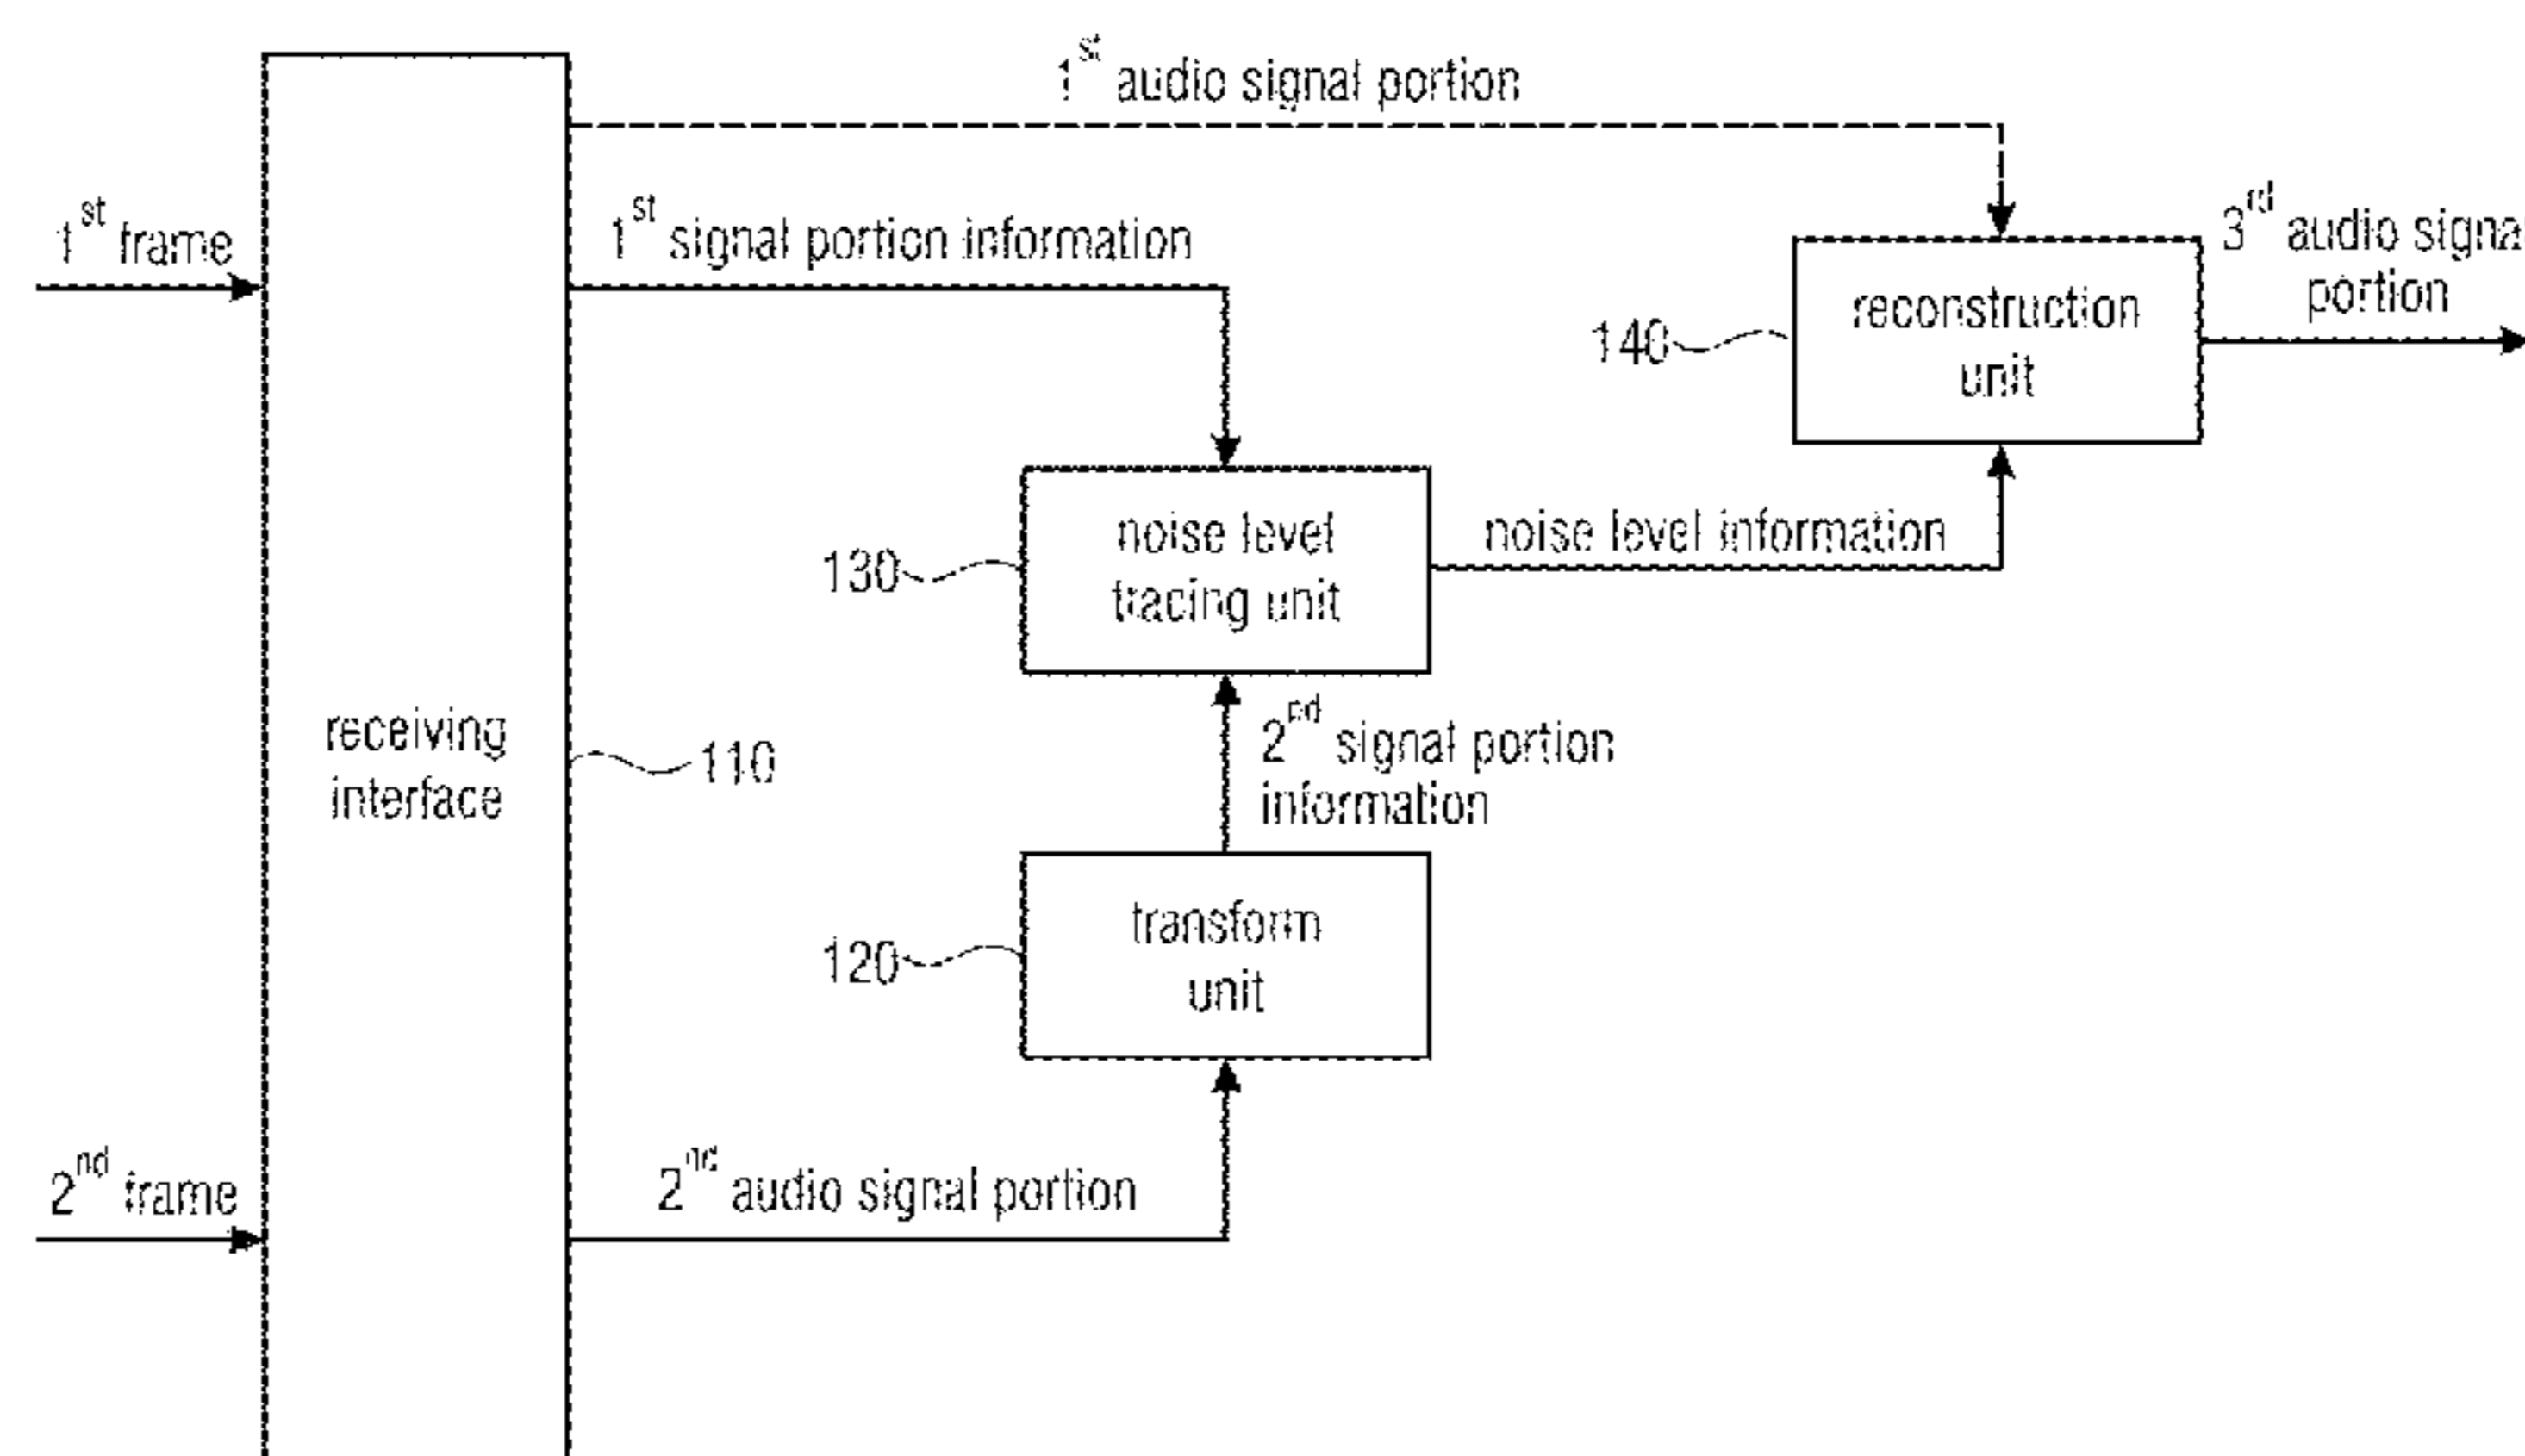 1st audio signal portion
1st frame
1st signal portion information
3rd audio signal
portion
reconstruction
unit
140
noise level
tracing unit
130
noise level information
receiving
interface
110
2nd signal portion
information
transform
unit
120
2nd frame
2nd audio signal portion